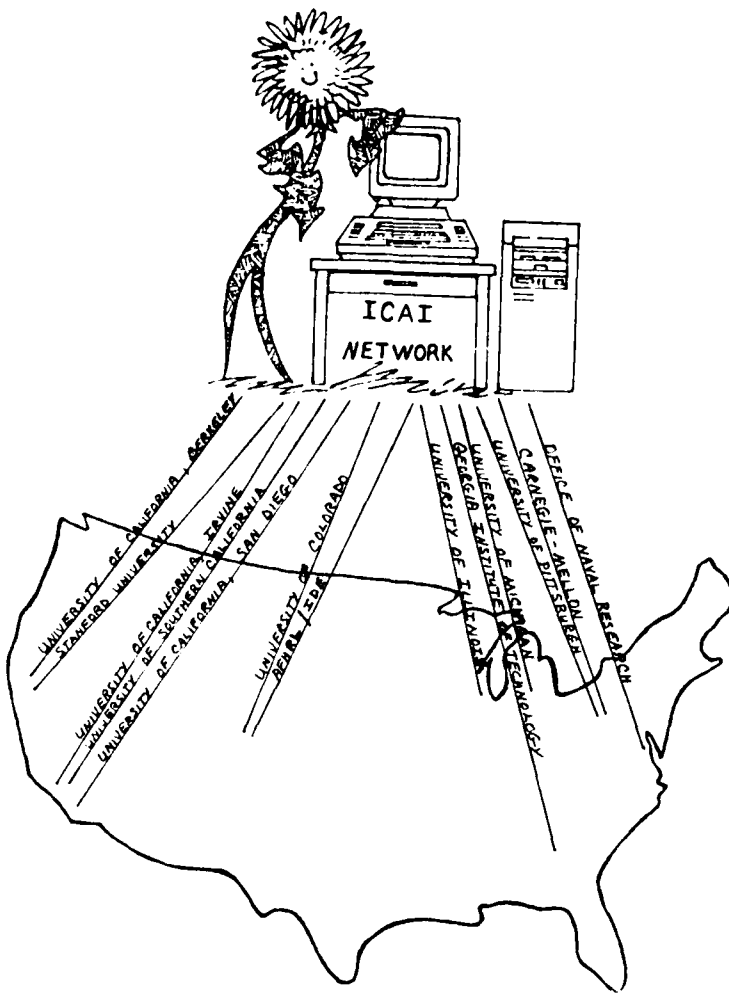 ICAI
NETWORK
UNIVERSITY OF CALIFORNIA, BERKELEY
STANFORD UNIVERSITY
UNIVERSITY OF CALIFORNIA, IRVINE
UNIVERSITY OF SOUTHERN CALIFORNIA
UNIVERSITY OF CALIFORNIA, SAN DIEGO
UNIVERSITY OF COLORADO
AFHRL/IDE
UNIVERSITY OF ILLINOIS
GEORGIA INSTITUTE OF TECHNOLOGY
UNIVERSITY OF MICHIGAN
UNIVERSITY OF PITTSBURGH
CARNEGIE-MELLON
OFFICE OF NAVAL RESEARCH